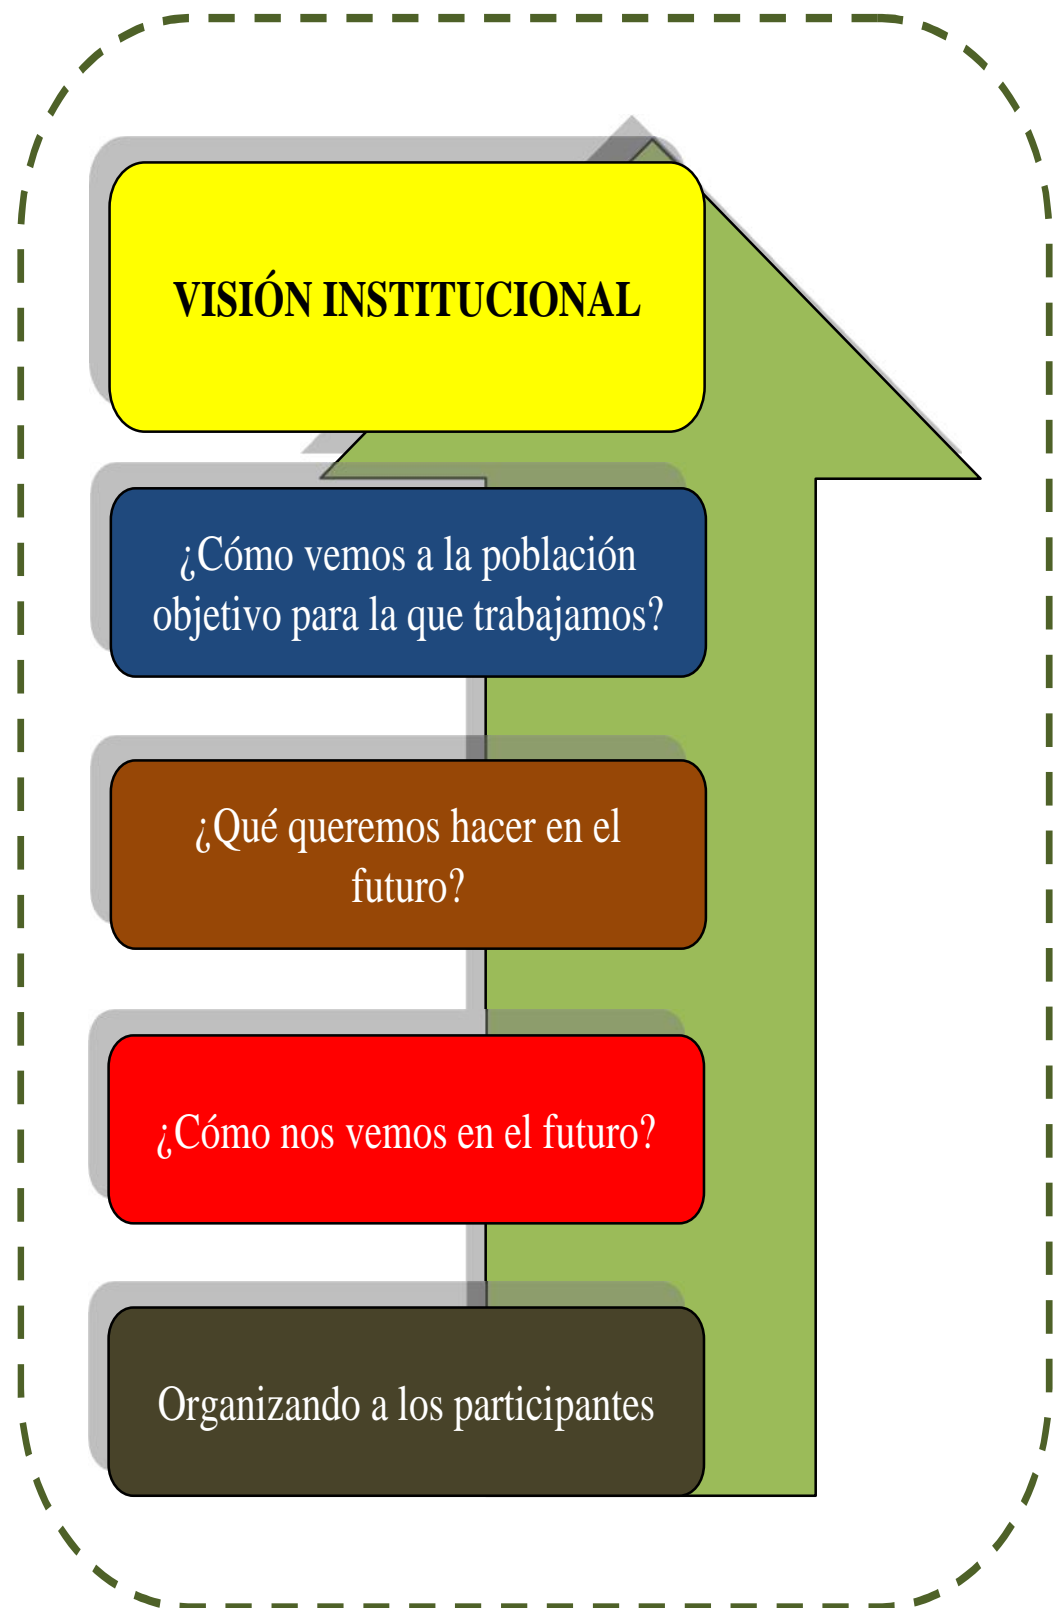 VISIÓN INSTITUCIONAL
¿Cómo vemos a la población
objetivo para la que trabajamos?
¿Qué queremos hacer en el
futuro?
¿Cómo nos vemos en el futuro?
Organizando a los participantes